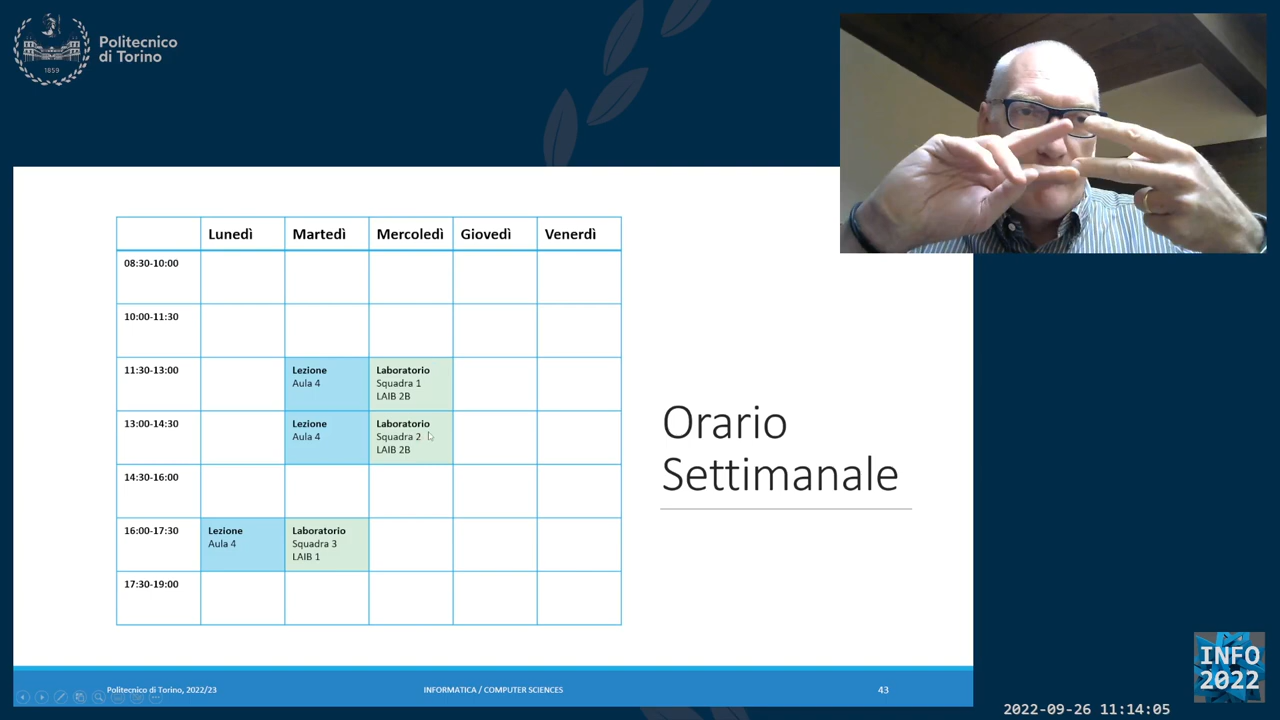 Politecnico
di Torino
1859
Lunedì Martedì Mercoledì Giovedì Venerdì
08:30-10:00
10:00-11:30
11:30-13:00
Lezione
Aula 4
Laboratorio
Squadra 1
LAIB 2B
13:00-14:30
Lezione
Aula 4
Laboratorio
Squadra 2
LAIB 2B
14:30-16:00
16:00-17:30
Lezione
Aula 4
Laboratorio
Squadra 3
LAIB 1
17:30-19:00
Orario
Settimanale
Politecnico di Torino, 2022/23
INFORMATICA / COMPUTER SCIENCES
43
INFO
2022
2022-09-26 11:14:05